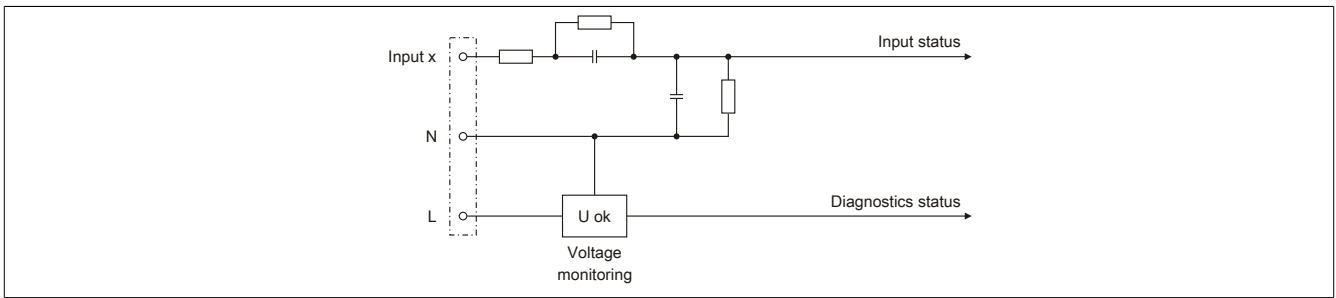 Input x
Input status
N
L
U ok
Diagnostics status
Voltage
monitoring